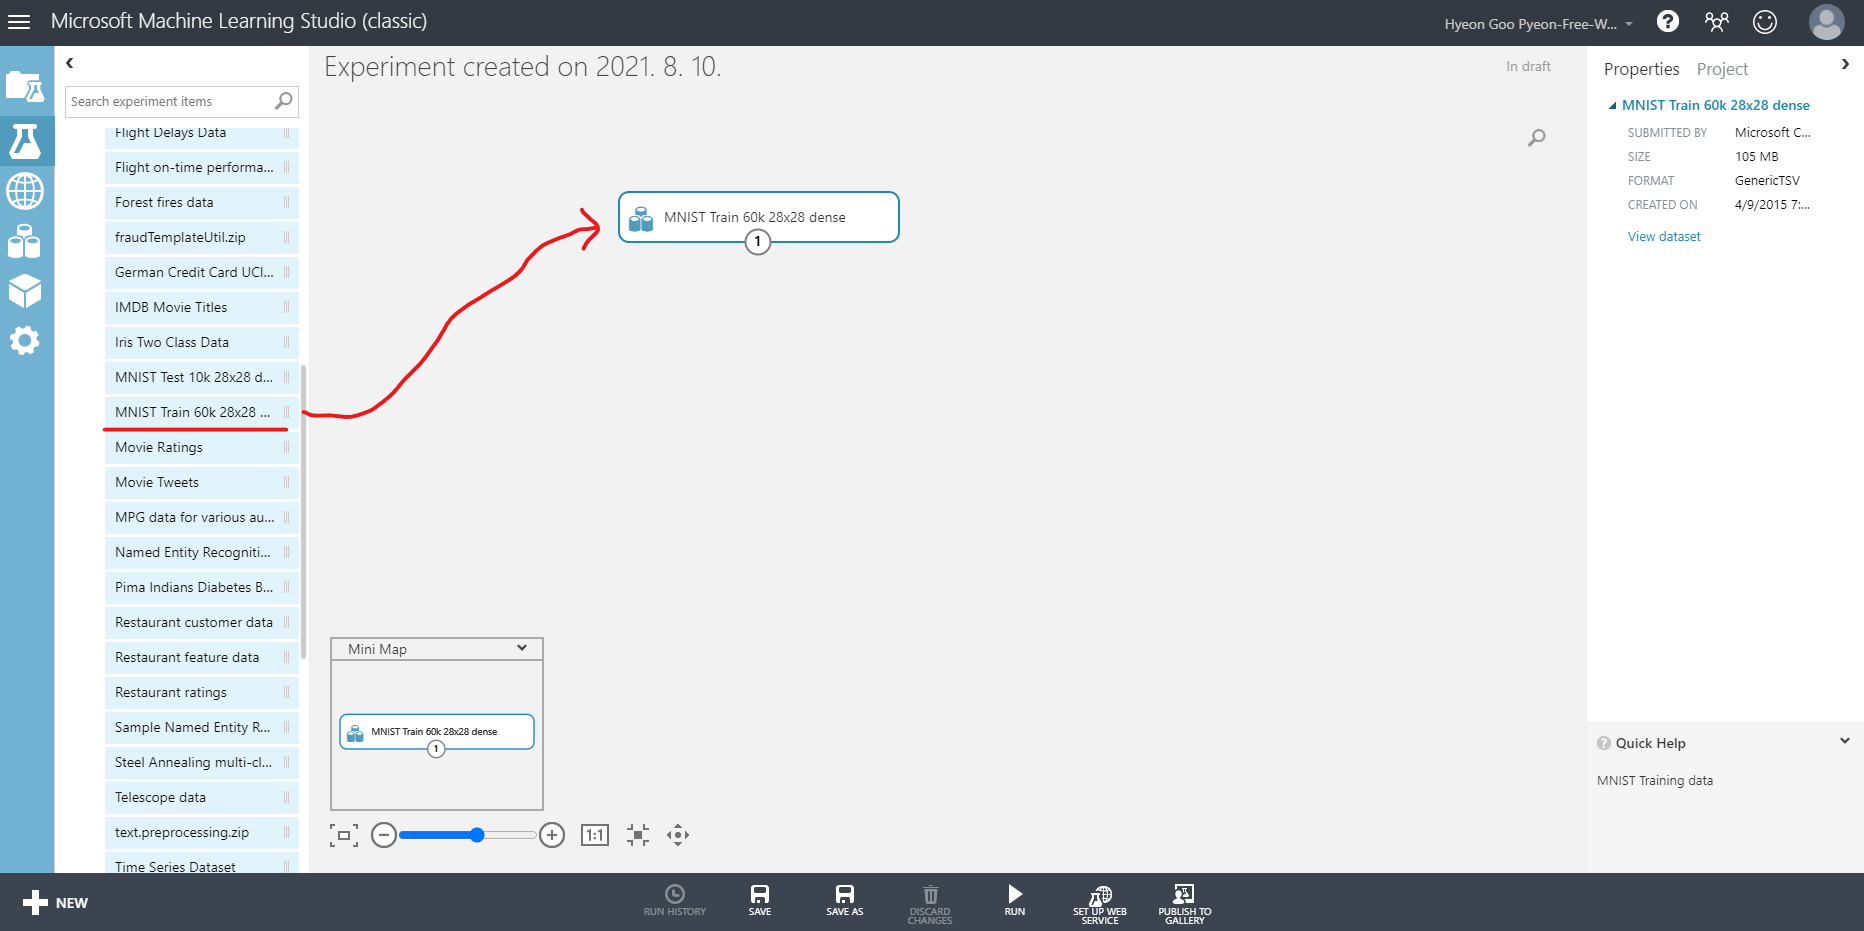 Microsoft Machine Learning Studio (classic)
Hyeon Goo Pyeon-Free-W...
Search experiment items
Flight Delays Data
Flight on-time performa...
Forest fires data
fraudTemplateUtil.zip
German Credit Card UCI...
IMDB Movie Titles
Iris Two Class Data
MNIST Test 10k 28x28 d...
MNIST Train 60k 28x28 ...
Movie Ratings
Movie Tweets
MPG data for various au...
Named Entity Recogniti...
Pima Indians Diabetes B...
Restaurant customer data
Restaurant feature data
Restaurant ratings
Sample Named Entity R...
Steel Annealing multi-cl...
Telescope data
text.preprocessing.zip
Time Series Dataset
Experiment created on 2021. 8. 10.
In draft
MNIST Train 60k 28x28 dense
1
Mini Map
MNIST Train 60k 28x28 dense
1
1:1
Properties Project
MNIST Train 60k 28x28 dense
SUBMITTED BY Microsoft C...
SIZE 105 MB
FORMAT GenericTSV
CREATED ON 4/9/2015 7:...
View dataset
Quick Help
MNIST Training data
NEW
RUN HISTORY
SAVE
SAVE AS
DISCARD
CHANGES
RUN
SET UP WEB
SERVICE
PUBLISH TO
GALLERY